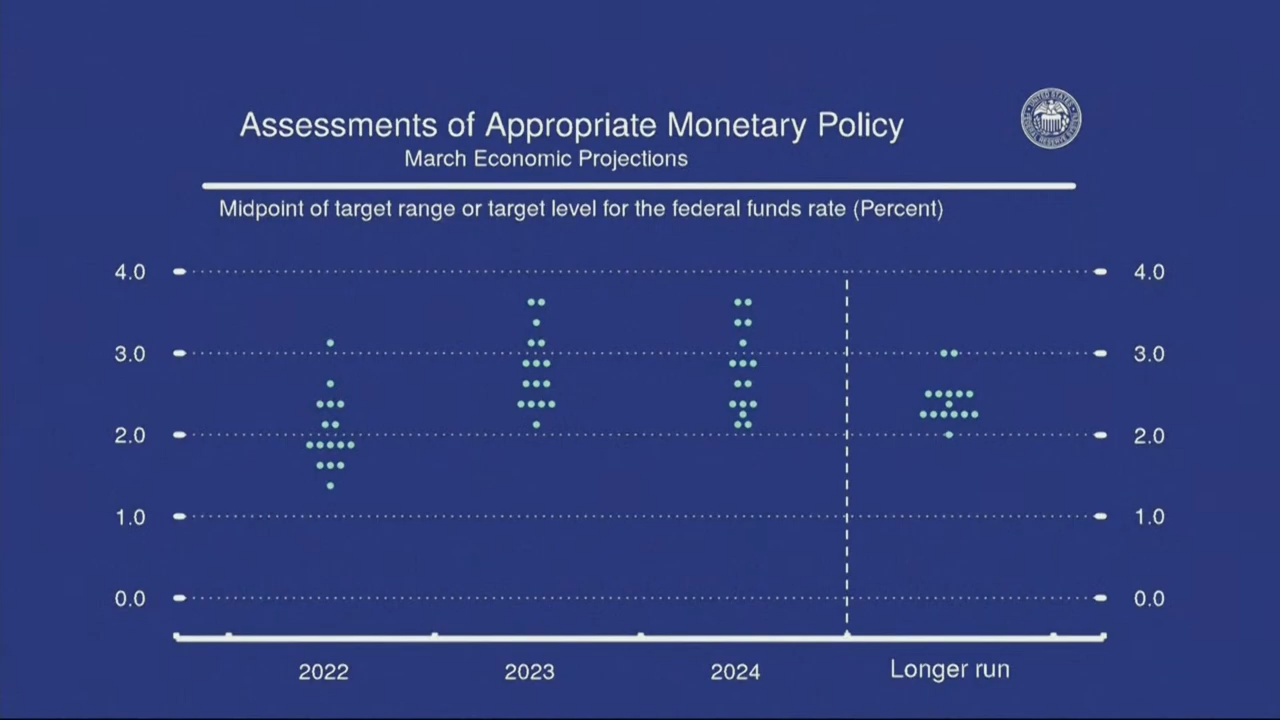 Assessments of Appropriate Monetary Policy
March Economic Projections
Midpoint of target range or target level for the federal funds rate (Percent)
4.0 4.0
3.0 3.0
2.0 2.0
1.0 1.0
0.0 0.0
2022 2023 2024 Longer run